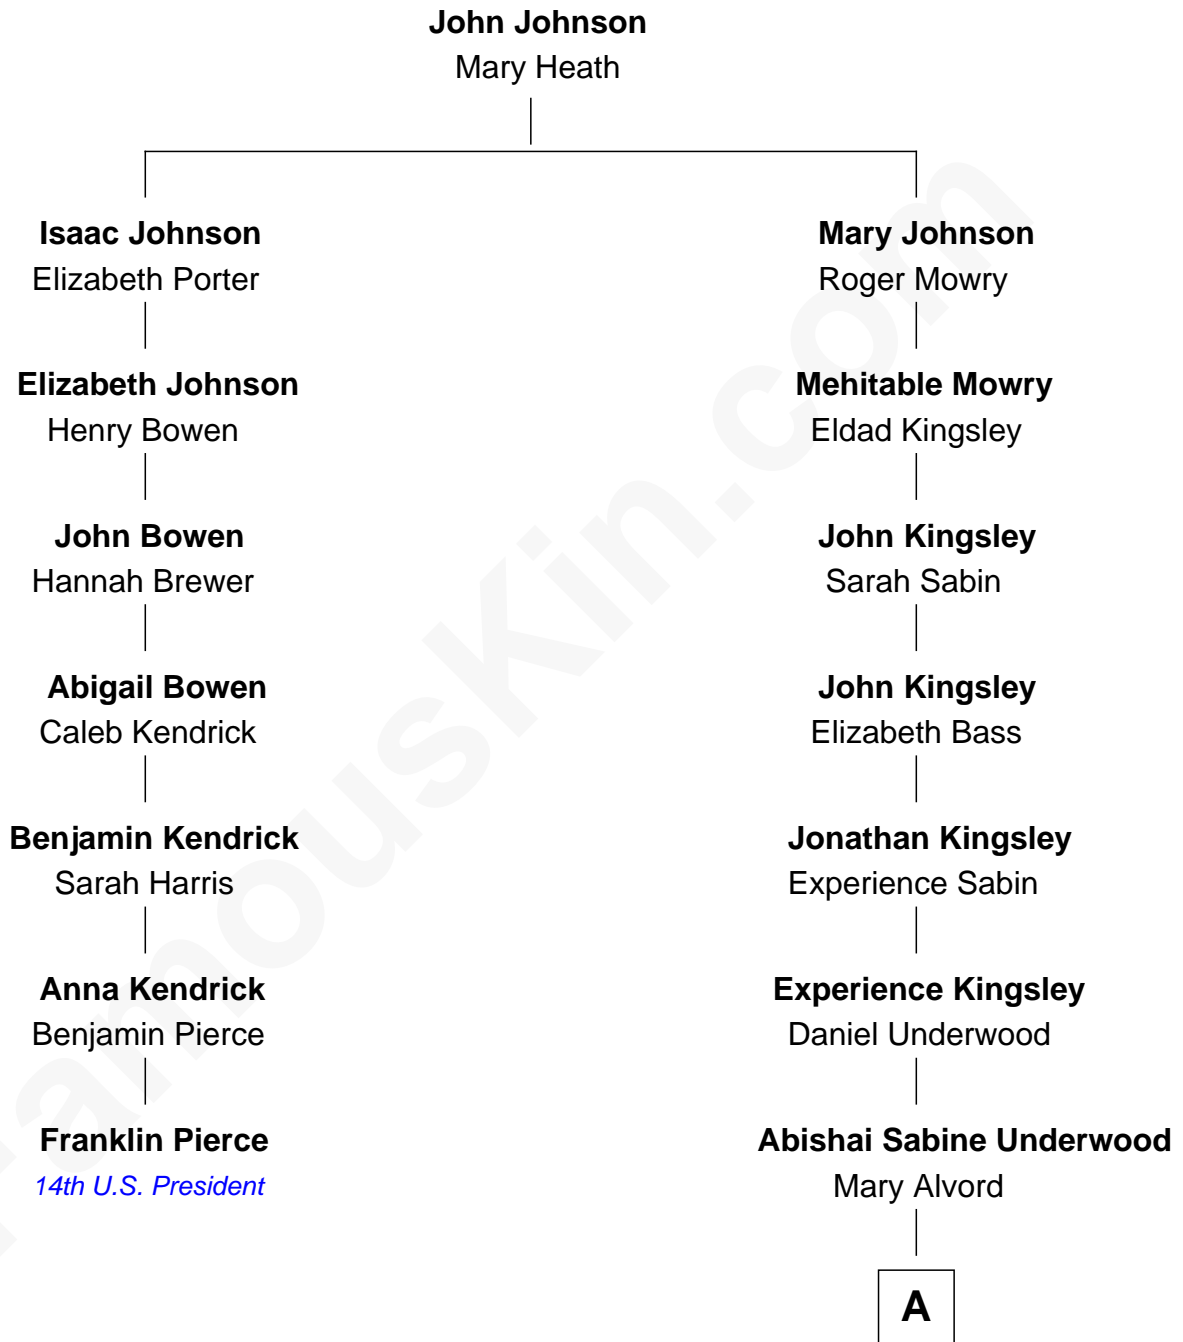 John Johnson
Mary Heath
Isaac Johnson
Elizabeth Porter
Elizabeth Johnson
Henry Bowen
John Bowen
Hannah Brewer
Abigail Bowen
Caleb Kendrick
Benjamin Kendrick
Sarah Harris
Anna Kendrick
Benjamin Pierce
Franklin Pierce
14th U.S. President
Mary Johnson
Roger Mowry
Mehitable Mowry
Eldad Kingsley
John Kingsley
Sarah Sabin
John Kingsley
Elizabeth Bass
Jonathan Kingsley
Experience Sabin
Experience Kingsley
Daniel Underwood
Abishai Sabine Underwood
Mary Alvord
A
FamousKin.com